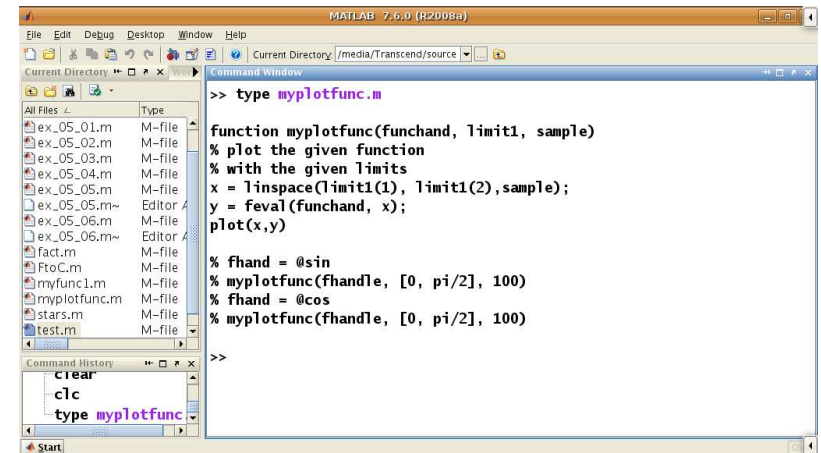 MATLAB 7.6.0 (R2008a)
File Edit Debug Desktop Window Help
Current Directory: /media/Transcend/source
Current Directory
Command Window
All Files Type
ex_05_01.m M-file
ex_05_02.m M-file
ex_05_03.m M-file
ex_05_04.m M-file
ex_05_05.m M-file
ex_05_05.m~ Editor
ex_05_06.m M-file
ex_05_06.m~ Editor
fact.m M-file
FtoC.m M-file
myfunc1.m M-file
myplotfunc.m M-file
stars.m M-file
test.m M-file
Command History
clear
clc
type myplotfunc
>> type myplotfunc.m
function myplotfunc(funchand, limit1, sample)
% plot the given function
% with the given limits
x = linspace(limit1(1), limit1(2),sample);
y = feval(funchand, x);
plot(x,y)
% fhand = @sin
% myplotfunc(fhandle, [0, pi/2], 100)
% fhand = @cos
% myplotfunc(fhandle, [0, pi/2], 100)
>>
Start